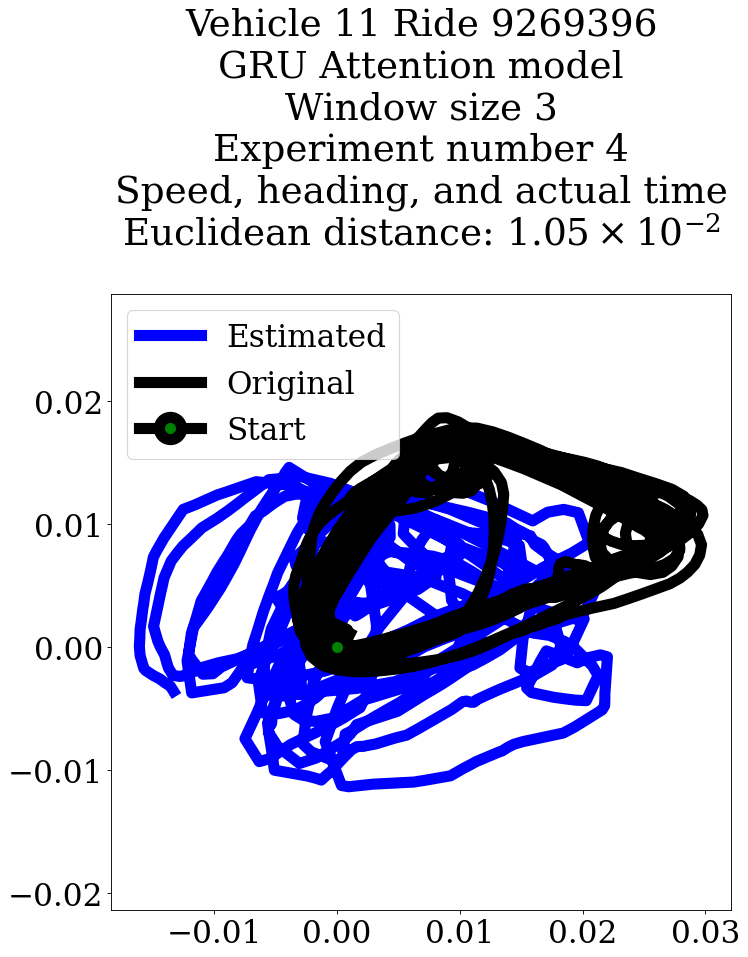 Vehicle 11 Ride 9269396
GRU Attention model
Window size 3
Experiment number 4
Speed, heading, and actual time
Euclidean distance: 1.05 × 10⁻²
Estimated
Original
Start
0.02
0.01
0.00
−0.01
−0.02
−0.01 0.00 0.01 0.02 0.03